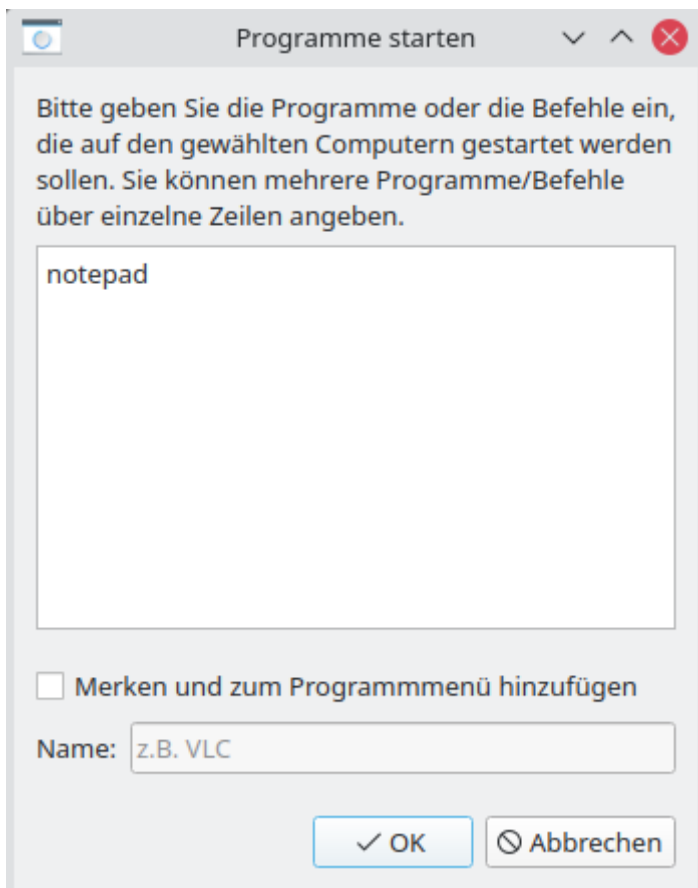 Programme starten
Bitte geben Sie die Programme oder die Befehle ein,
die auf den gewählten Computern gestartet werden
sollen. Sie können mehrere Programme/Befehle
über einzelne Zeilen angeben.
notepad
Merken und zum Programmmenü hinzufügen
Name: z.B. VLC
OK Abbrechen